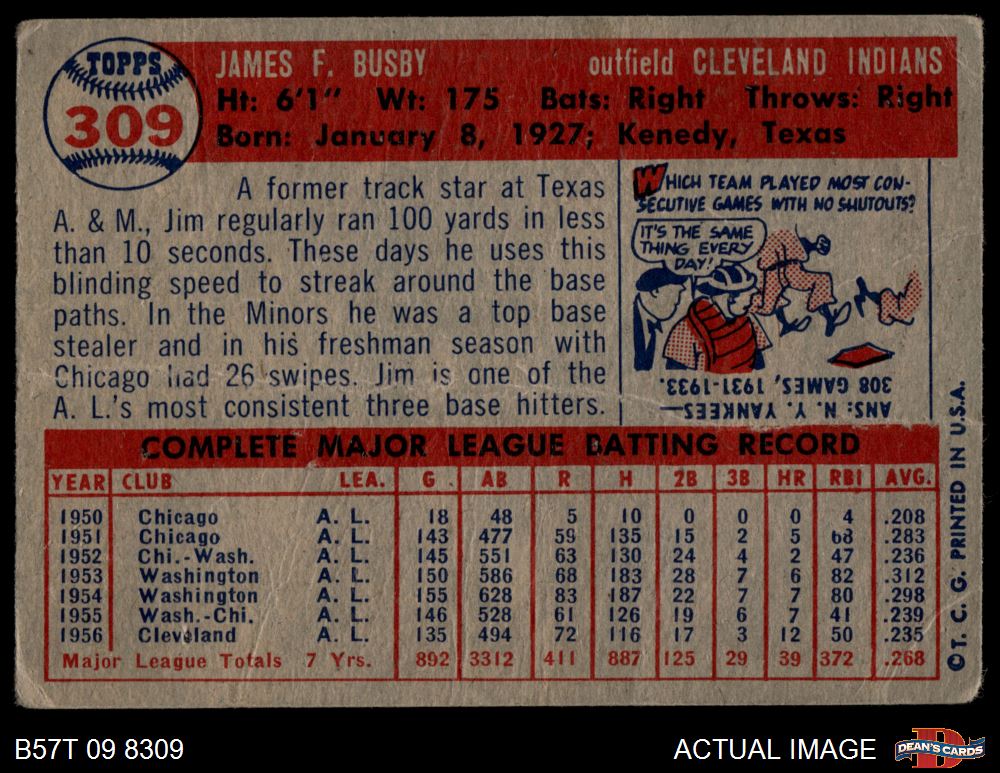 TOPPS
309
JAMES F. BUSBY outfield CLEVELAND INDIANS
Ht: 6'1" Wt: 175 Bats: Right Throws: Right
Born: January 8, 1927; Kenedy, Texas
A former track star at Texas
A. & M., Jim regularly ran 100 yards in less
than 10 seconds. These days he uses this
blinding speed to streak around the base
paths. In the Minors he was a top base
stealer and in his freshman season with
Chicago had 26 swipes. Jim is one of the
A. L.'s most consistent three base hitters.
WHICH TEAM PLAYED MOST CON-
SECUTIVE GAMES WITH NO SHUTOUTS?
IT'S THE SAME
THING EVERY
DAY!
ANS: N. Y. YANKEES—
308 GAMES, 1931-1933.
COMPLETE MAJOR LEAGUE BATTING RECORD
YEAR CLUB LEA. G. AB R H 2B 3B HR RBI AVG.
1950 Chicago A. L. 18 48 5 10 0 0 0 4 .208
1951 Chicago A. L. 143 477 59 135 15 2 5 68 .283
1952 Chi.-Wash. A. L. 145 551 63 130 24 4 2 47 .236
1953 Washington A. L. 150 586 68 183 28 7 6 82 .312
1954 Washington A. L. 155 628 83 187 22 7 7 80 .298
1955 Wash.-Chi. A. L. 146 528 61 126 19 6 7 41 .239
1956 Cleveland A. L. 135 494 72 116 17 3 12 50 .235
Major League Totals 7 Yrs. 892 3312 411 887 125 29 39 372 .268
©T. C. G. PRINTED IN U.S.A.
B57T 09 8309
ACTUAL IMAGE
DEAN'S CARDS